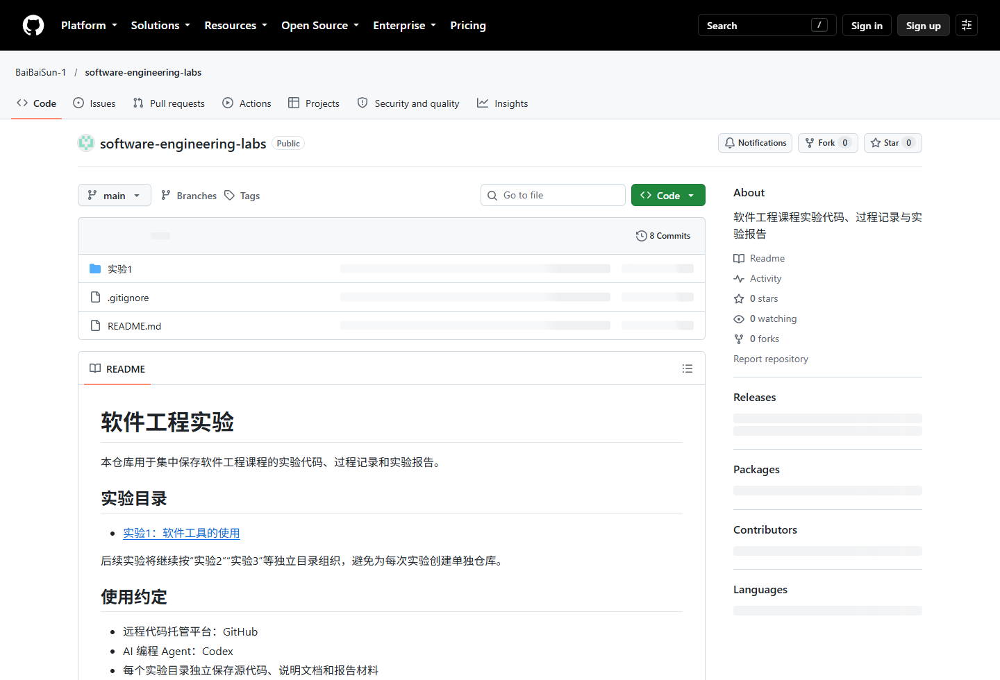 Platform Solutions Resources Open Source Enterprise Pricing Search / Sign in Sign up
BaiBaiSun-1 / software-engineering-labs
Code Issues Pull requests Actions Projects Security and quality Insights
software-engineering-labs Public Notifications Fork 0 Star 0
main Branches Tags Go to file Code
8 Commits
实验1
.gitignore
README.md
README
软件工程实验
本仓库用于集中保存软件工程课程的实验代码、过程记录和实验报告。
实验目录
实验1：软件工具的使用
后续实验将继续按“实验2”“实验3”等独立目录组织，避免为每次实验创建单独仓库。
使用约定
远程代码托管平台：GitHub
AI 编程 Agent：Codex
每个实验目录独立保存源代码、说明文档和报告材料
About
软件工程课程实验代码、过程记录与实
验报告
Readme
Activity
0 stars
0 watching
0 forks
Report repository
Releases
Packages
Contributors
Languages